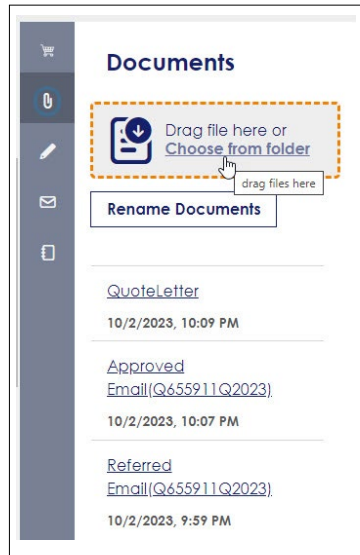 Documents
Drag file here or
Choose from folder
drag files here
Rename Documents
QuoteLetter
10/2/2023, 10:09 PM
Approved
Email(Q655911Q2023)
10/2/2023, 10:07 PM
Referred
Email(Q655911Q2023)
10/2/2023, 9:59 PM